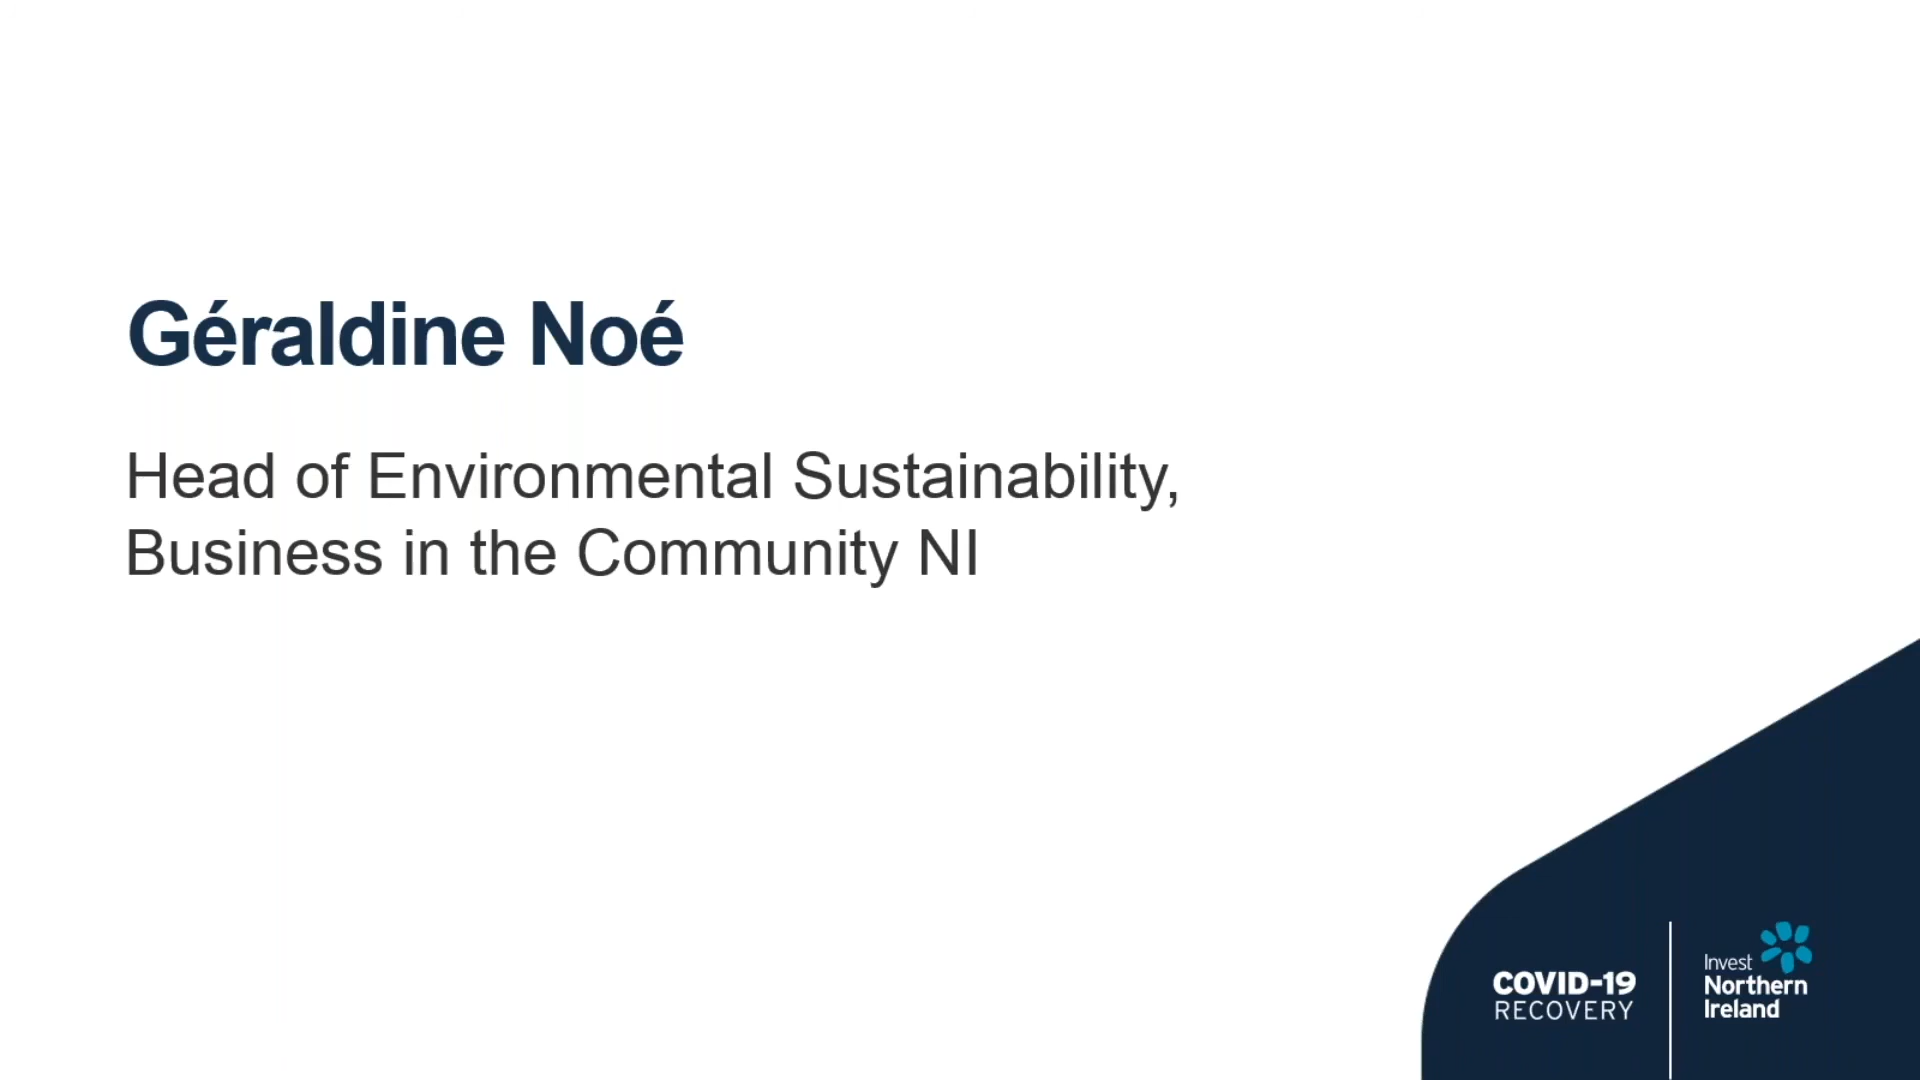 Géraldine Noé
Head of Environmental Sustainability,
Business in the Community NI
COVID-19
RECOVERY
Invest
Northern
Ireland